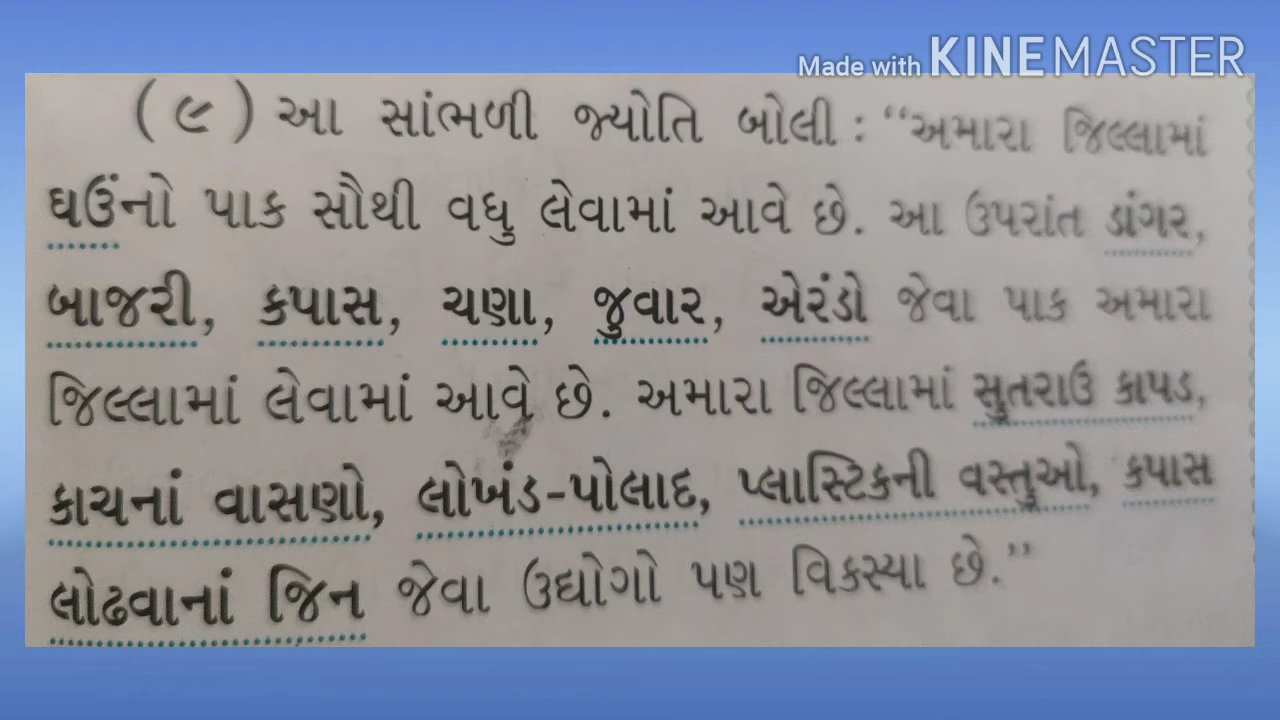 Made with KINEMASTER
(૯) આ સાંભળી જ્યોતિ બોલી : “અમારા જિલ્લામાં
ઘઉંનો પાક સૌથી વધુ લેવામાં આવે છે. આ ઉપરાંત ડાંગર,
બાજરી, કપાસ, ચણા, જુવાર, એરંડો જેવા પાક અમારા
જિલ્લામાં લેવામાં આવે છે. અમારા જિલ્લામાં સુતરાઉ કાપડ,
કાચનાં વાસણો, લોખંડ-પોલાદ, પ્લાસ્ટિકની વસ્તુઓ, કપાસ
લોઢવાનાં જિન જેવા ઉદ્યોગો પણ વિકસ્યા છે.”